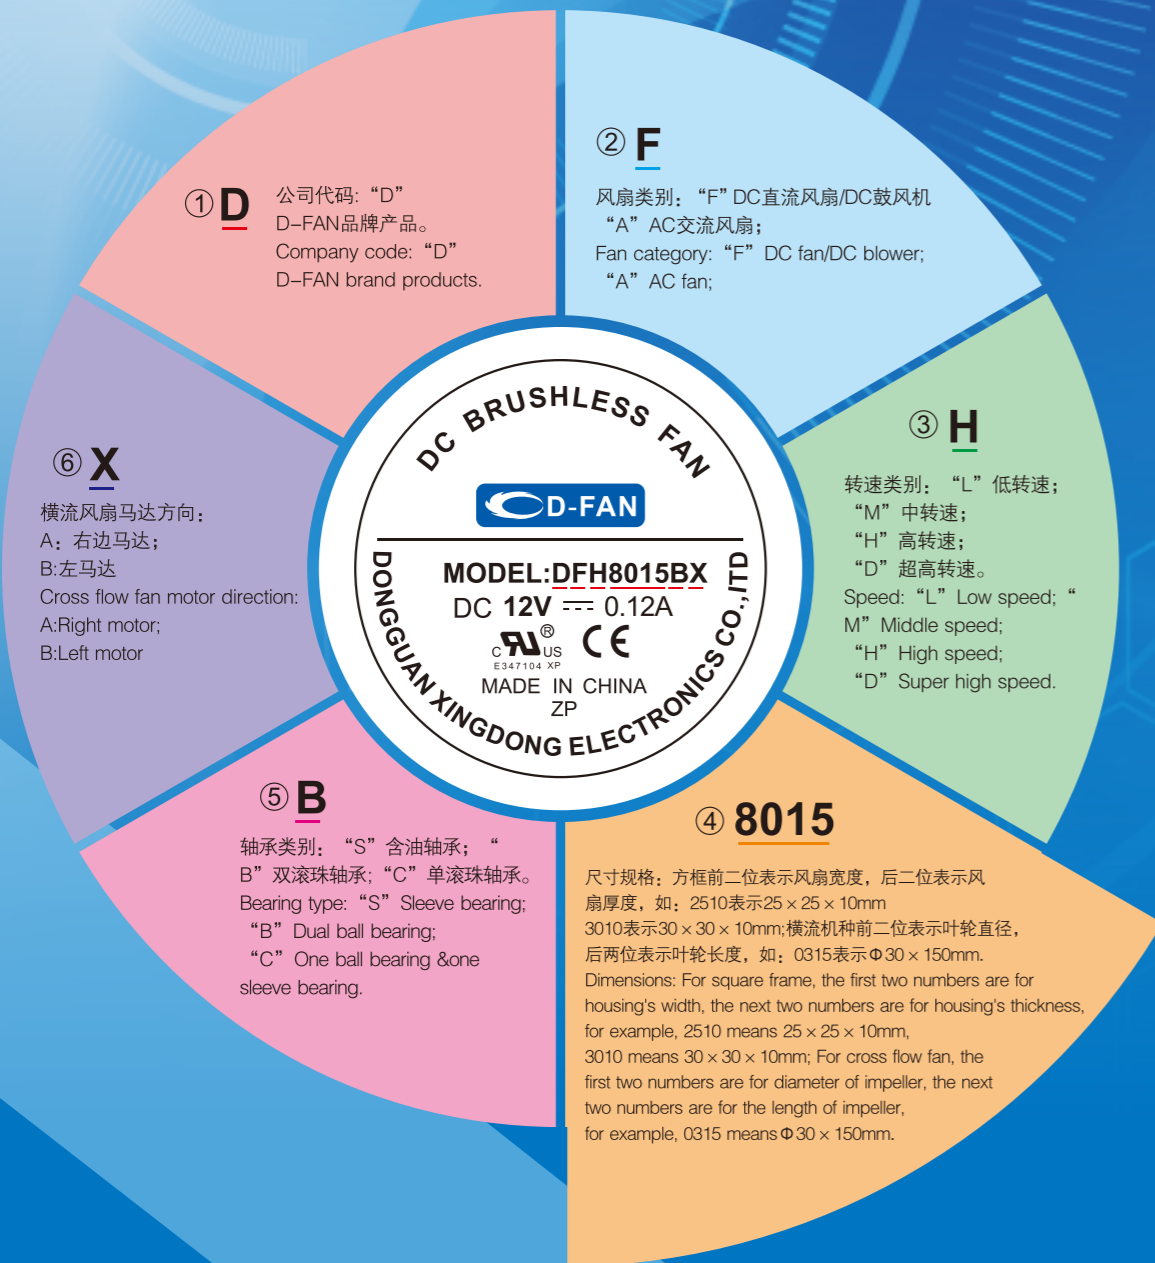 ① D
公司代码:“D”
D-FAN品牌产品。
Company code:“D”
D-FAN brand products.
② F
风扇类别:“F”DC直流风扇/DC鼓风机
“A”AC交流风扇;
Fan category:“F”DC fan/DC blower;
“A”AC fan;
③ H
转速类别:“L”低转速;
“M”中转速;
“H”高转速;
“D”超高转速。
Speed:“L”Low speed;“
M”Middle speed;
“H”High speed;
“D”Super high speed.
④ 8015
尺寸规格:方框前二位表示风扇宽度,后二位表示风
扇厚度,如:2510表示25×25×10mm
3010表示30×30×10mm;横流机种前二位表示叶轮直径,
后两位表示叶轮长度,如:0315表示Φ30×150mm.
Dimensions: For square frame, the first two numbers are for
housing's width, the next two numbers are for housing's thickness,
for example, 2510 means 25×25×10mm,
3010 means 30×30×10mm; For cross flow fan, the
first two numbers are for diameter of impeller, the next
two numbers are for the length of impeller,
for example, 0315 meansΦ30×150mm.
⑤ B
轴承类别:“S”含油轴承;“
B”双滚珠轴承;“C”单滚珠轴承。
Bearing type:“S”Sleeve bearing;
“B”Dual ball bearing;
“C”One ball bearing &one
sleeve bearing.
⑥ X
横流风扇马达方向:
A:右边马达;
B:左马达
Cross flow fan motor direction:
A:Right motor;
B:Left motor
DC BRUSHLESS FAN
D-FAN
MODEL:DFH8015BX
DC 12V ⎓ 0.12A
C RU® US CE
E347104 XP
MADE IN CHINA
ZP
DONGGUAN XINGDONG ELECTRONICS CO.,ITD